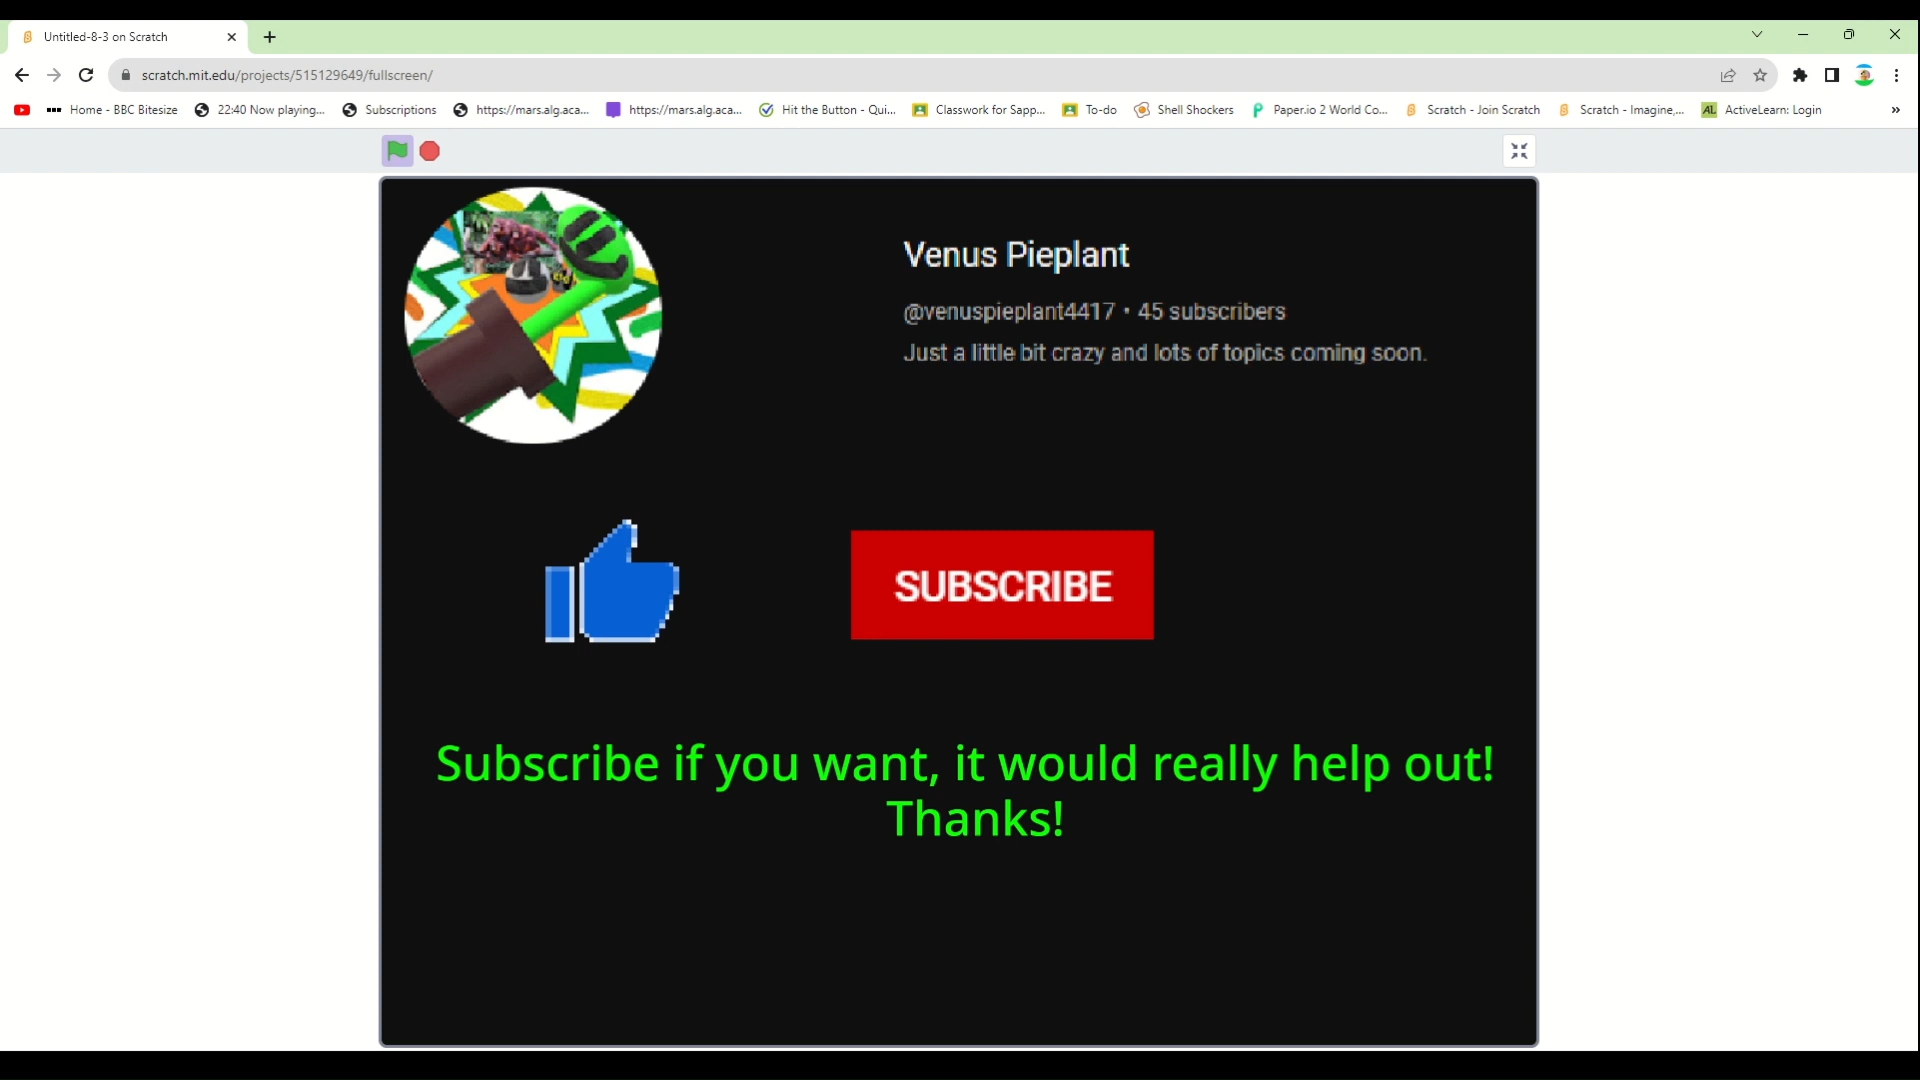 Untitled-8-3 on Scratch
scratch.mit.edu/projects/515129649/fullscreen/
Home - BBC Bitesize 22:40 Now playing... Subscriptions https://mars.alg.aca... https://mars.alg.aca... Hit the Button - Qui... Classwork for Sapp... To-do Shell Shockers Paper.io 2 World Co... Scratch - Join Scratch Scratch - Imagine,... AL ActiveLearn: Login »
Venus Pieplant
@venuspieplant4417 • 45 subscribers
Just a little bit crazy and lots of topics coming soon.
SUBSCRIBE
Subscribe if you want, it would really help out!
Thanks!